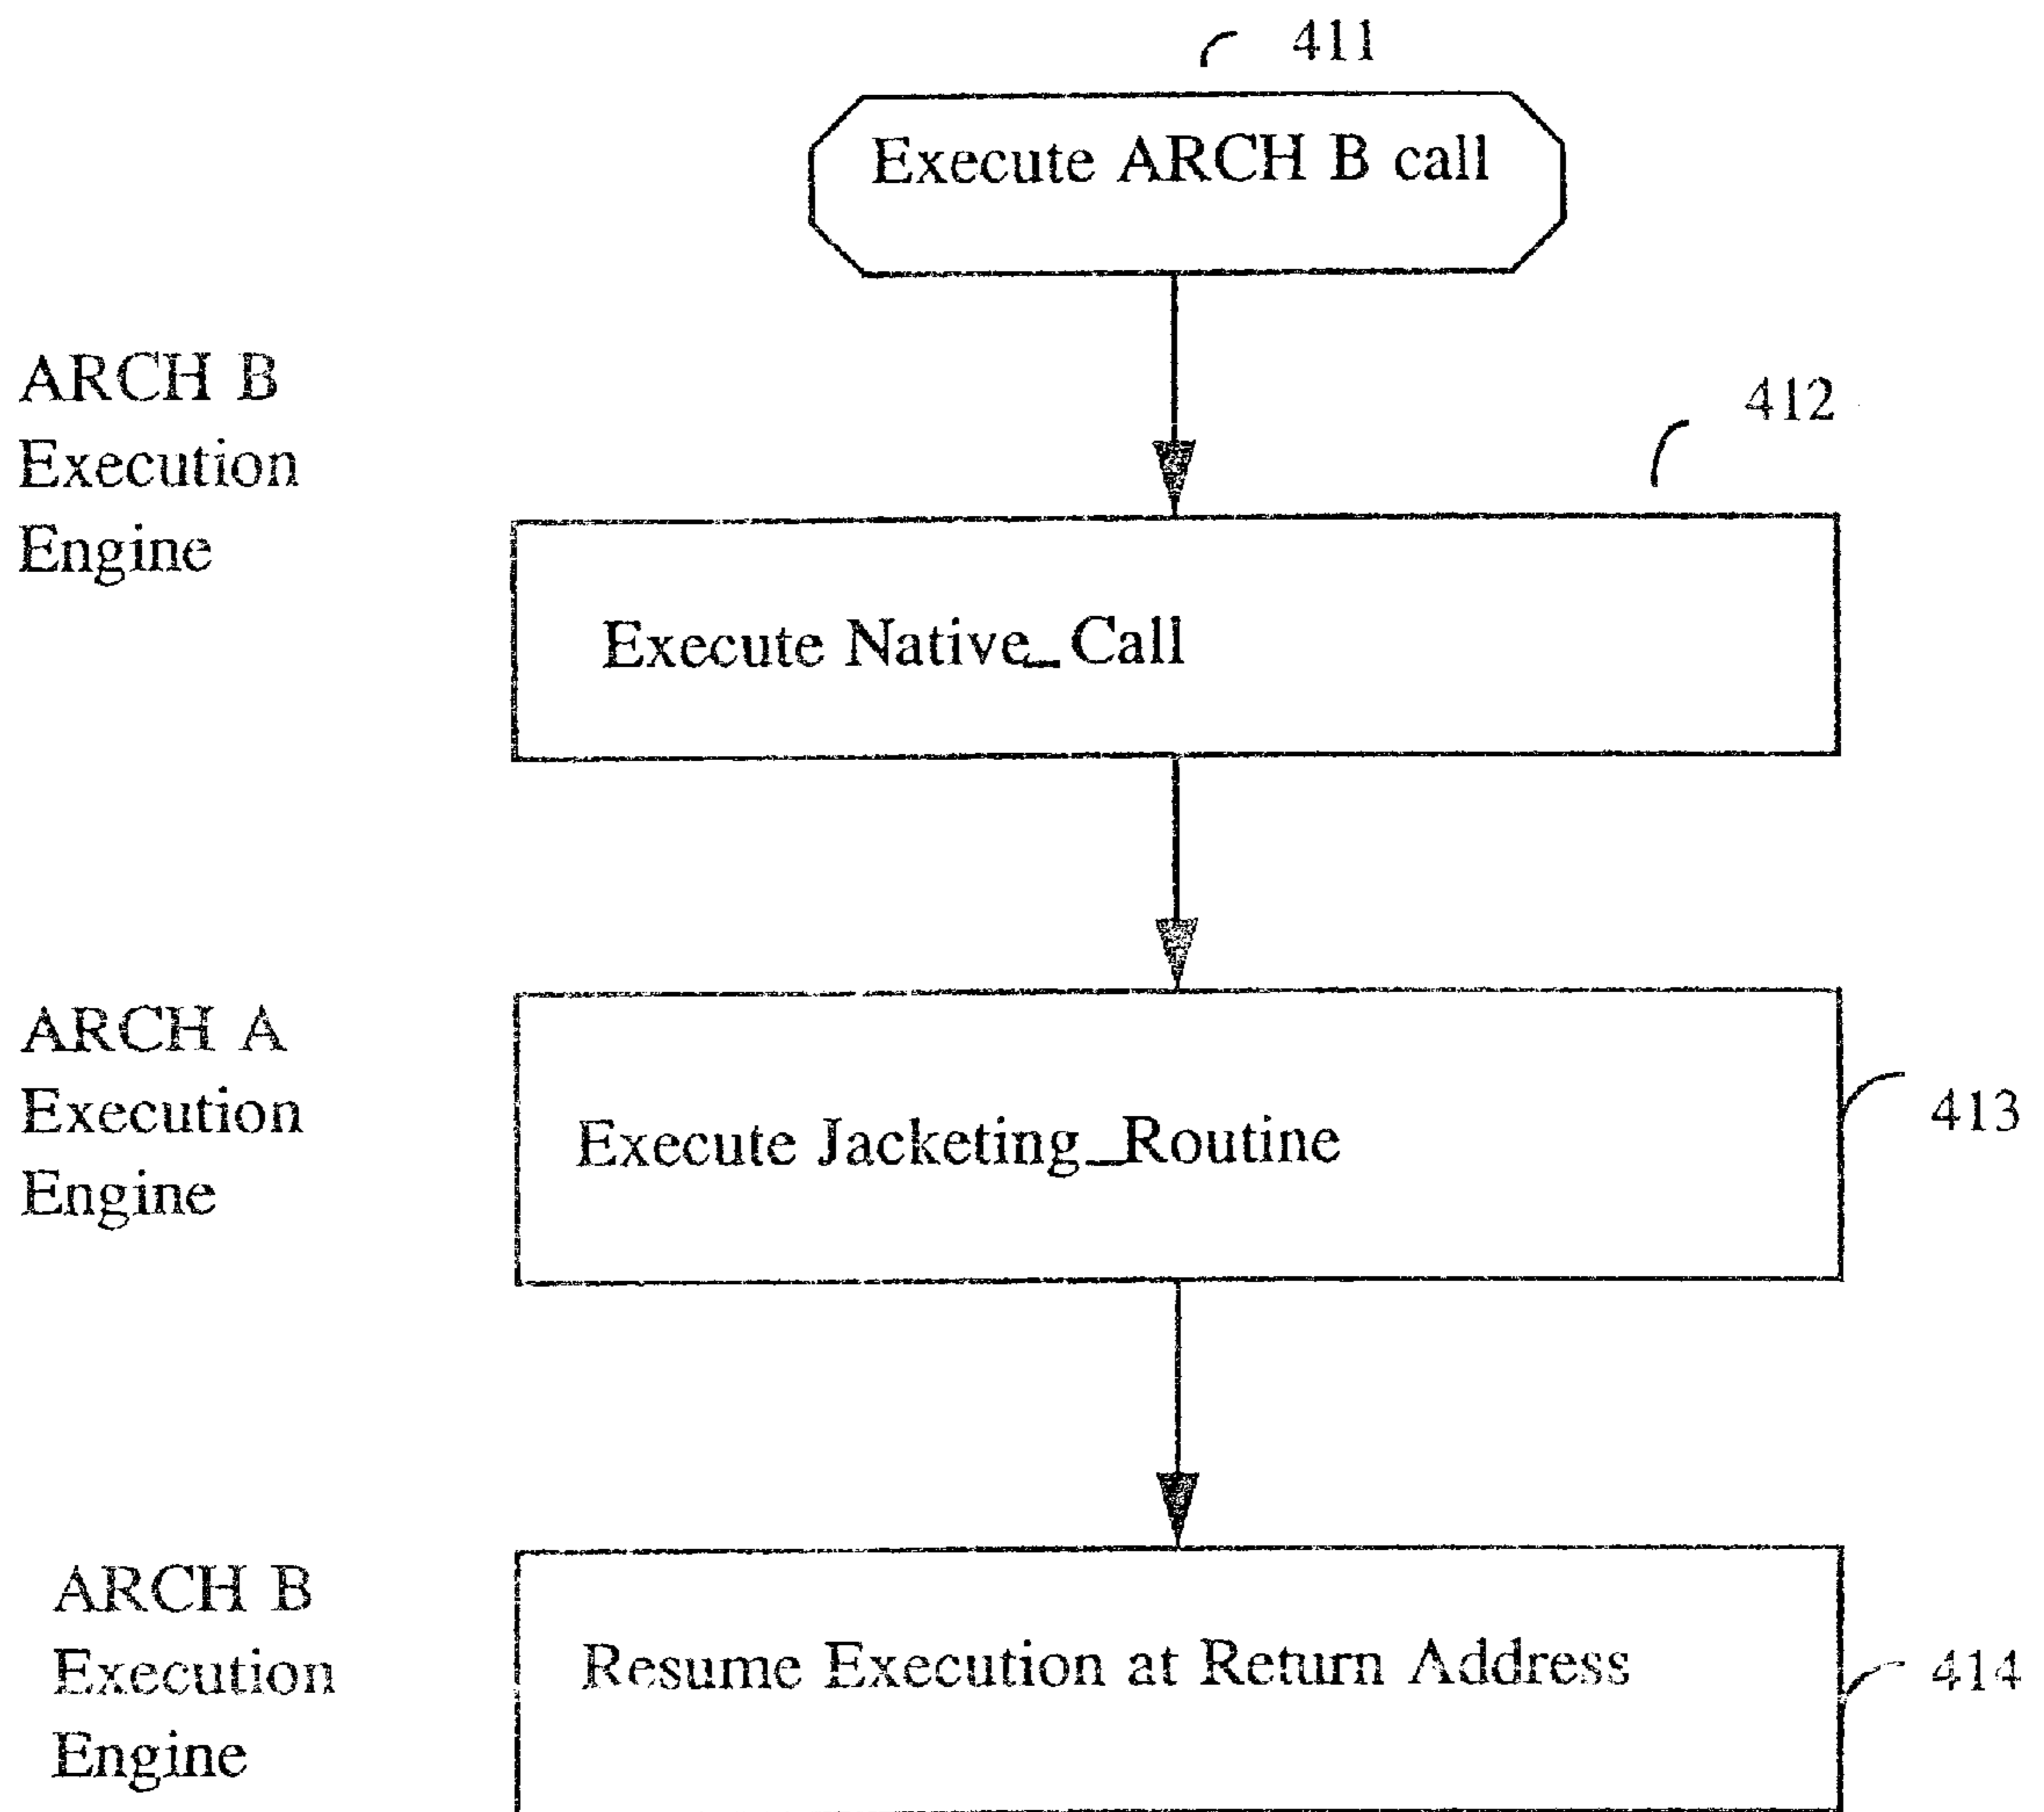 411
Execute ARCH B call
ARCH B
Execution
Engine
412
Execute Native_Call
ARCH A
Execution
Engine
Execute Jacketing_Routine
413
ARCH B
Execution
Engine
Resume Execution at Return Address
414